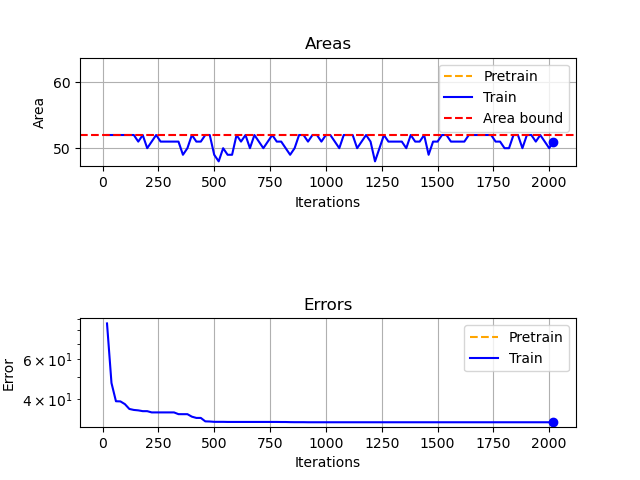 Areas
Area
60
50
Pretrain
Train
Area bound
0 250 500 750 1000 1250 1500 1750 2000
Iterations
Errors
Error
6 × 10¹
4 × 10¹
Pretrain
Train
0 250 500 750 1000 1250 1500 1750 2000
Iterations